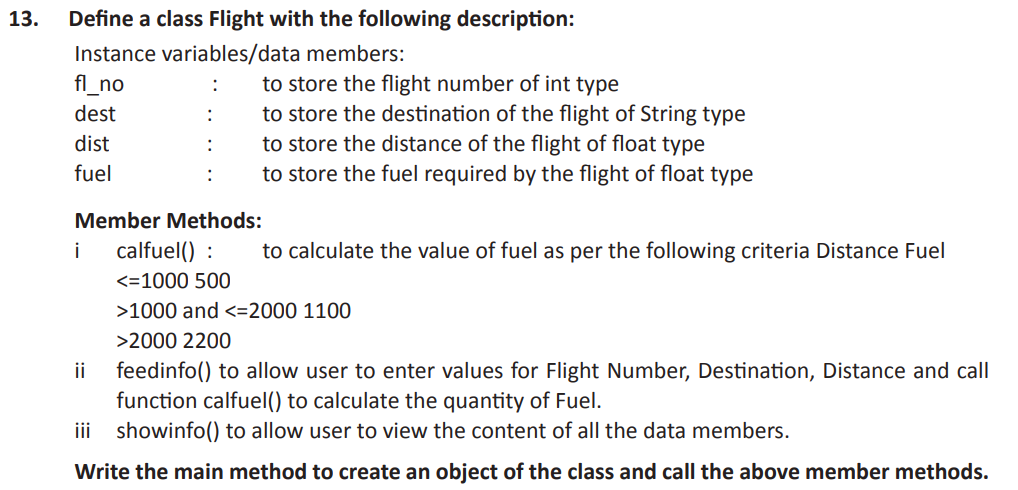 13. Define a class Flight with the following description:
Instance variables/data members:
fl_no : to store the flight number of int type
dest : to store the destination of the flight of String type
dist : to store the distance of the flight of float type
fuel : to store the fuel required by the flight of float type
Member Methods:
i calfuel() : to calculate the value of fuel as per the following criteria Distance Fuel
<=1000 500
>1000 and <=2000 1100
>2000 2200
ii feedinfo() to allow user to enter values for Flight Number, Destination, Distance and call
function calfuel() to calculate the quantity of Fuel.
iii showinfo() to allow user to view the content of all the data members.
Write the main method to create an object of the class and call the above member methods.